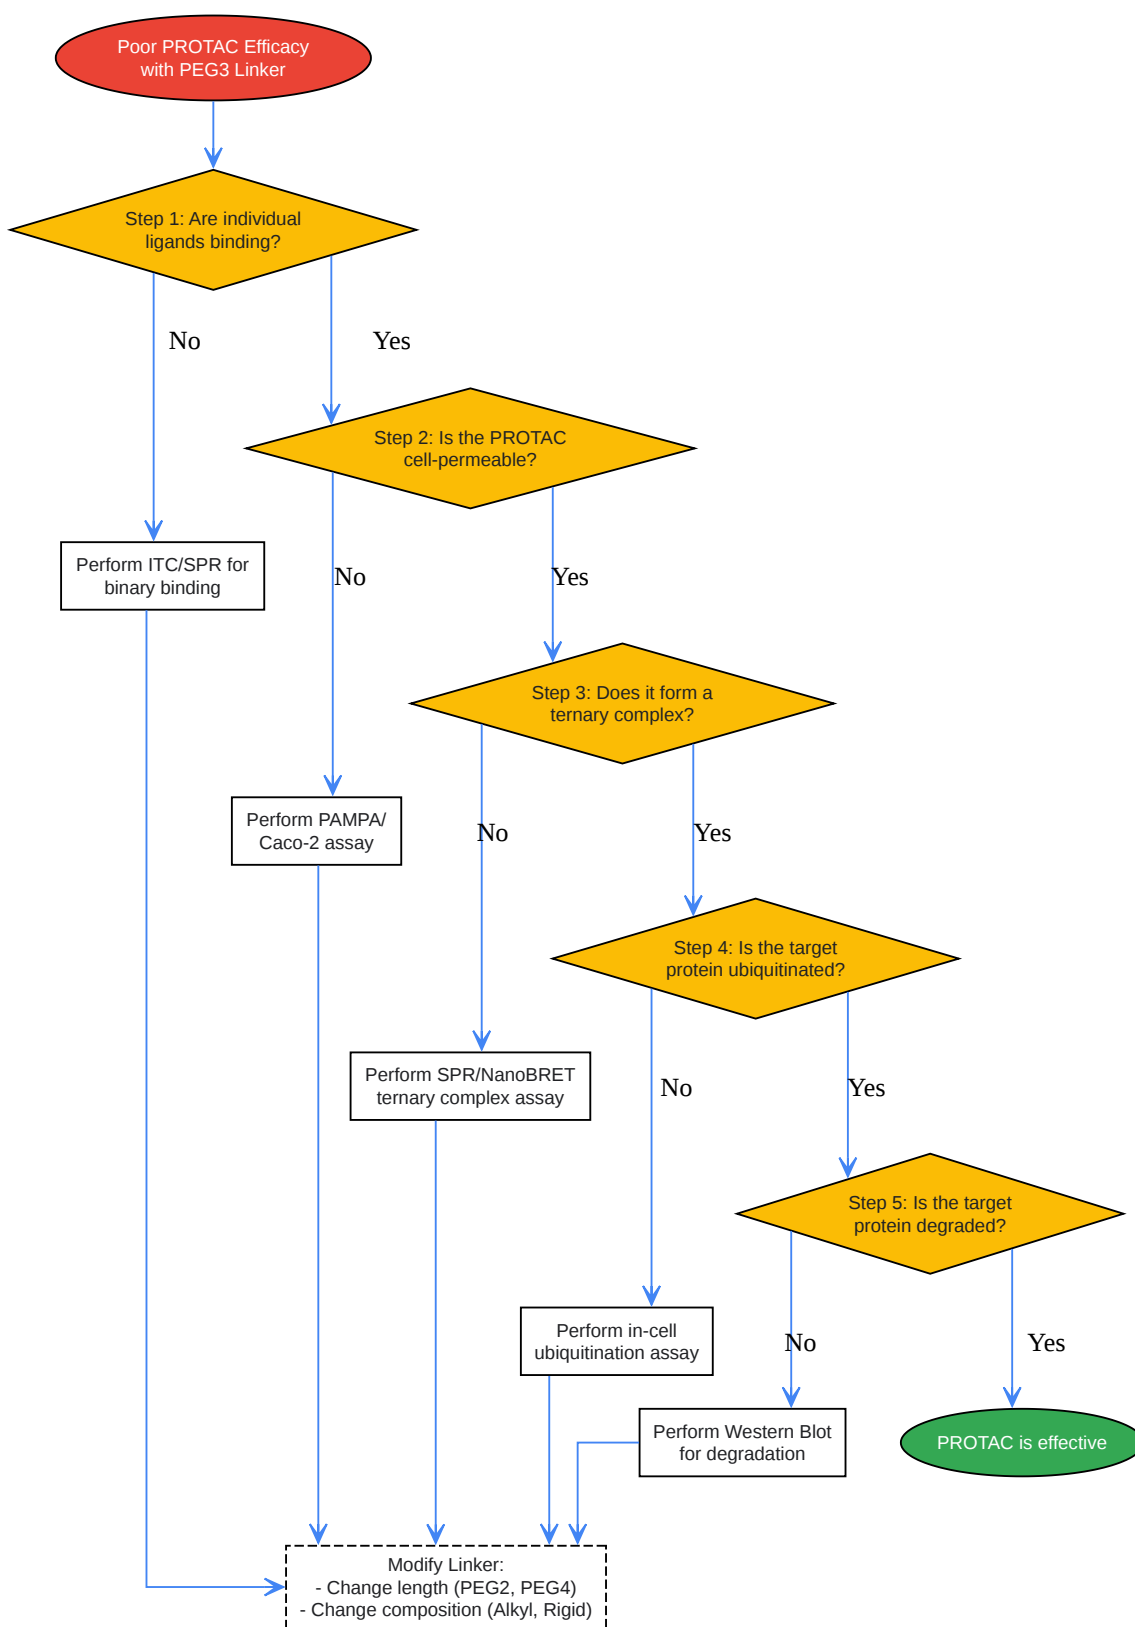 Poor PROTAC Efficacy
with PEG3 Linker
Step 1: Are individual
ligands binding?
No
Yes
Step 2: Is the PROTAC
cell-permeable?
Perform ITC/SPR for
binary binding
No
Yes
Step 3: Does it form a
ternary complex?
Perform PAMPA/
Caco-2 assay
No
Yes
Step 4: Is the target
protein ubiquitinated?
Perform SPR/NanoBRET
ternary complex assay
No
Yes
Step 5: Is the target
protein degraded?
Perform in-cell
ubiquitination assay
No
Yes
Perform Western Blot
for degradation
PROTAC is effective
Modify Linker:
- Change length (PEG2, PEG4)
- Change composition (Alkyl, Rigid)